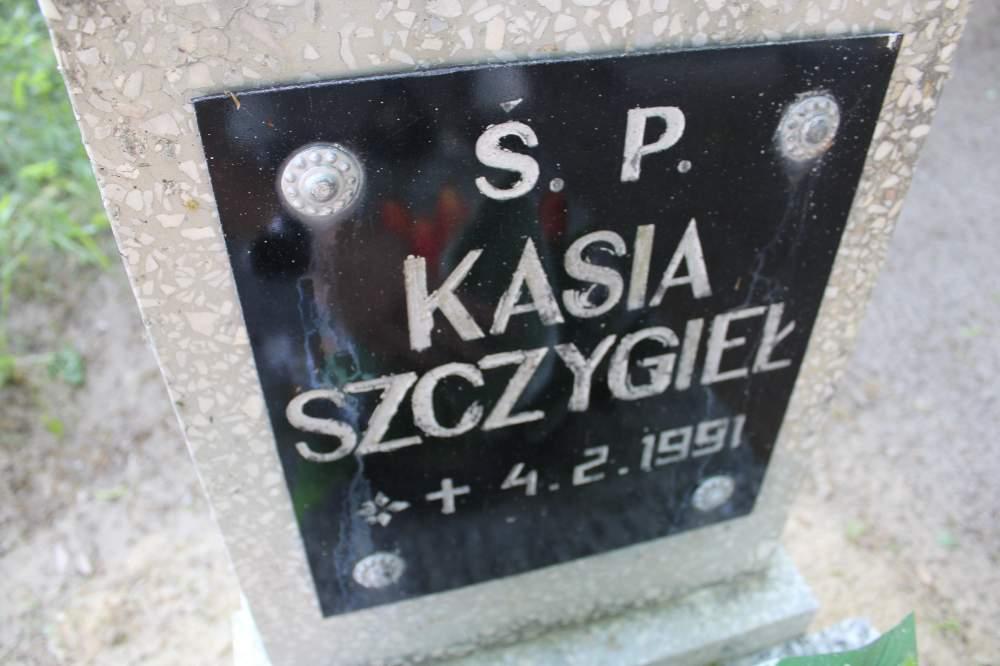 Ś. P.
KASIA
SZCZYGIEŁ
* + 4.2.1991